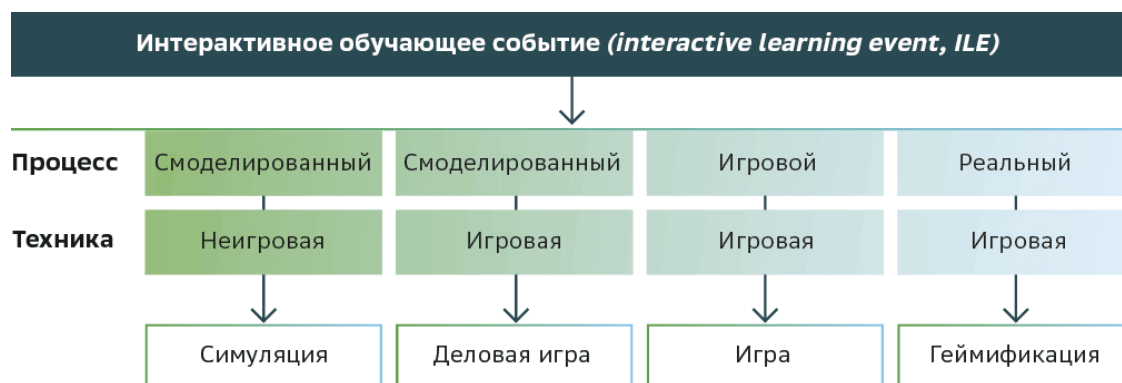 Интерактивное обучающее событие (interactive learning event, ILE)
Процесс Смоделированный Смоделированный Игровой Реальный
Техника Неигровая Игровая Игровая Игровая
Симуляция Деловая игра Игра Геймификация